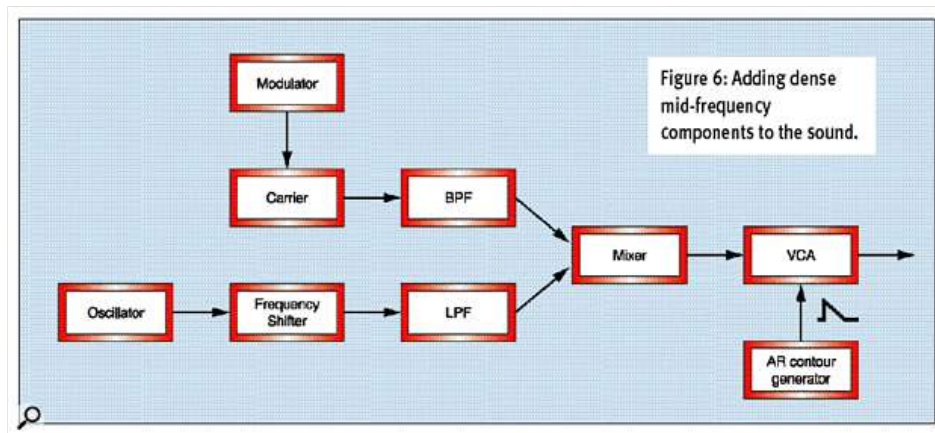 Modulator
Figure 6: Adding dense
mid-frequency
components to the sound.
Carrier
BPF
Mixer
VCA
Oscillator
Frequency
Shifter
LPF
AR contour
generator